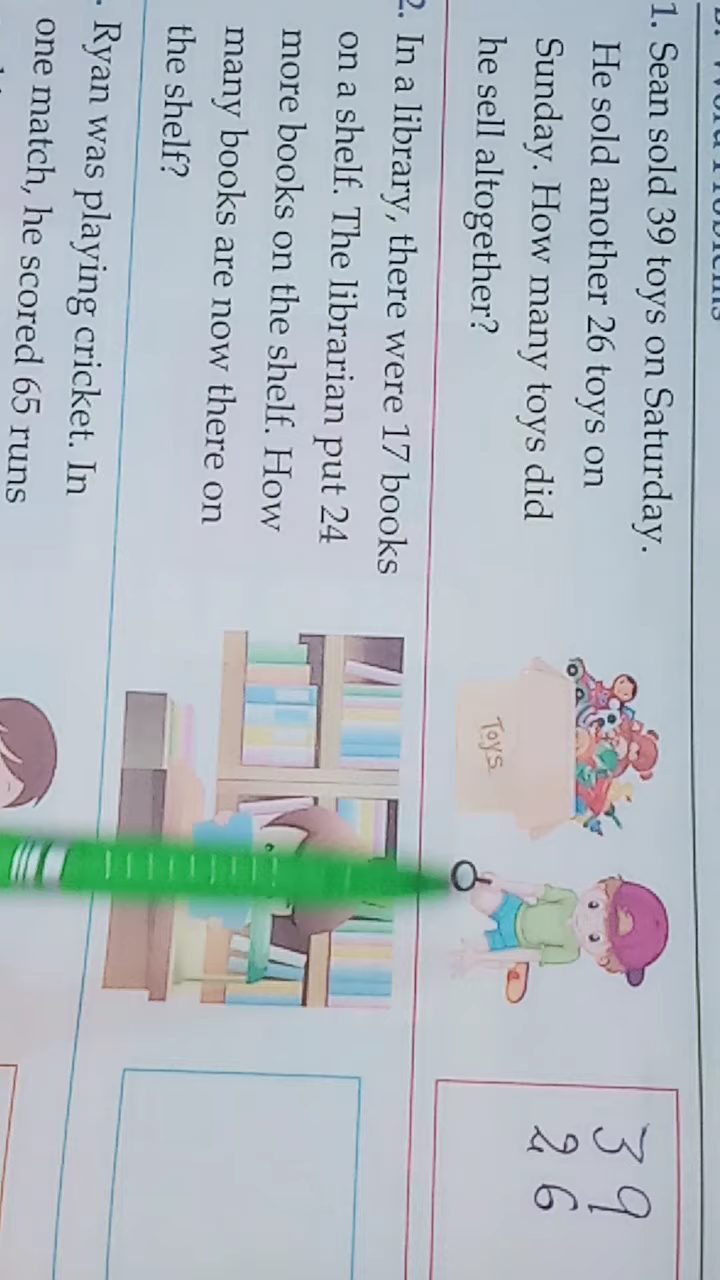 1. Sean sold 39 toys on Saturday.
He sold another 26 toys on
Sunday. How many toys did
he sell altogether?
Toys
39
26
2. In a library, there were 17 books
on a shelf. The librarian put 24
more books on the shelf. How
many books are now there on
the shelf?
Ryan was playing cricket. In
one match, he scored 65 runs